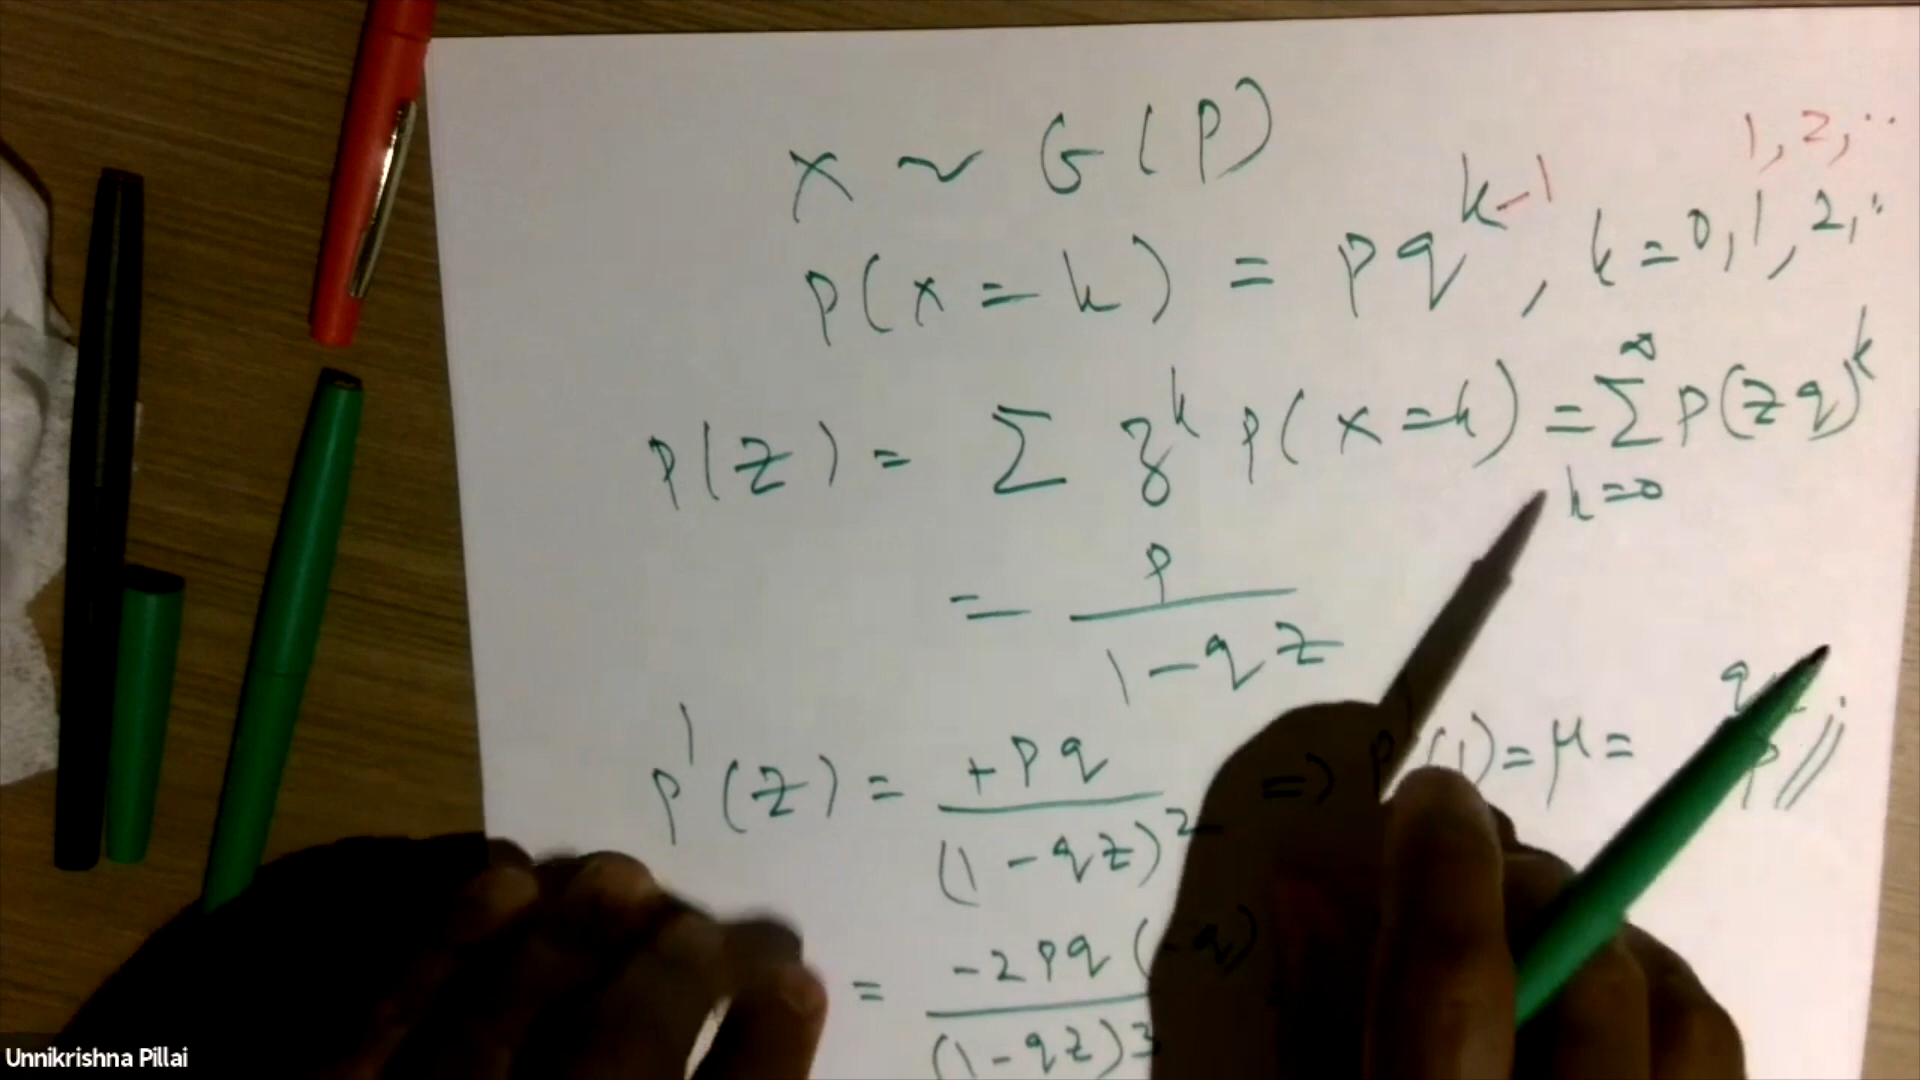 X ~ G(P)
1, 2, ..
P(X = k) = p q^{k-1}, k = 0, 1, 2, ..
P(z) = Σ z^k P(X = k) = Σ_{k=0}^{∞} p(zq)^k
= p / (1 - qz)
P'(z) = +pq / (1 - qz)^2 => P'(1) = μ = q / p //
= -2pq(-q) / (1 - qz)^3
Unnikrishna Pillai